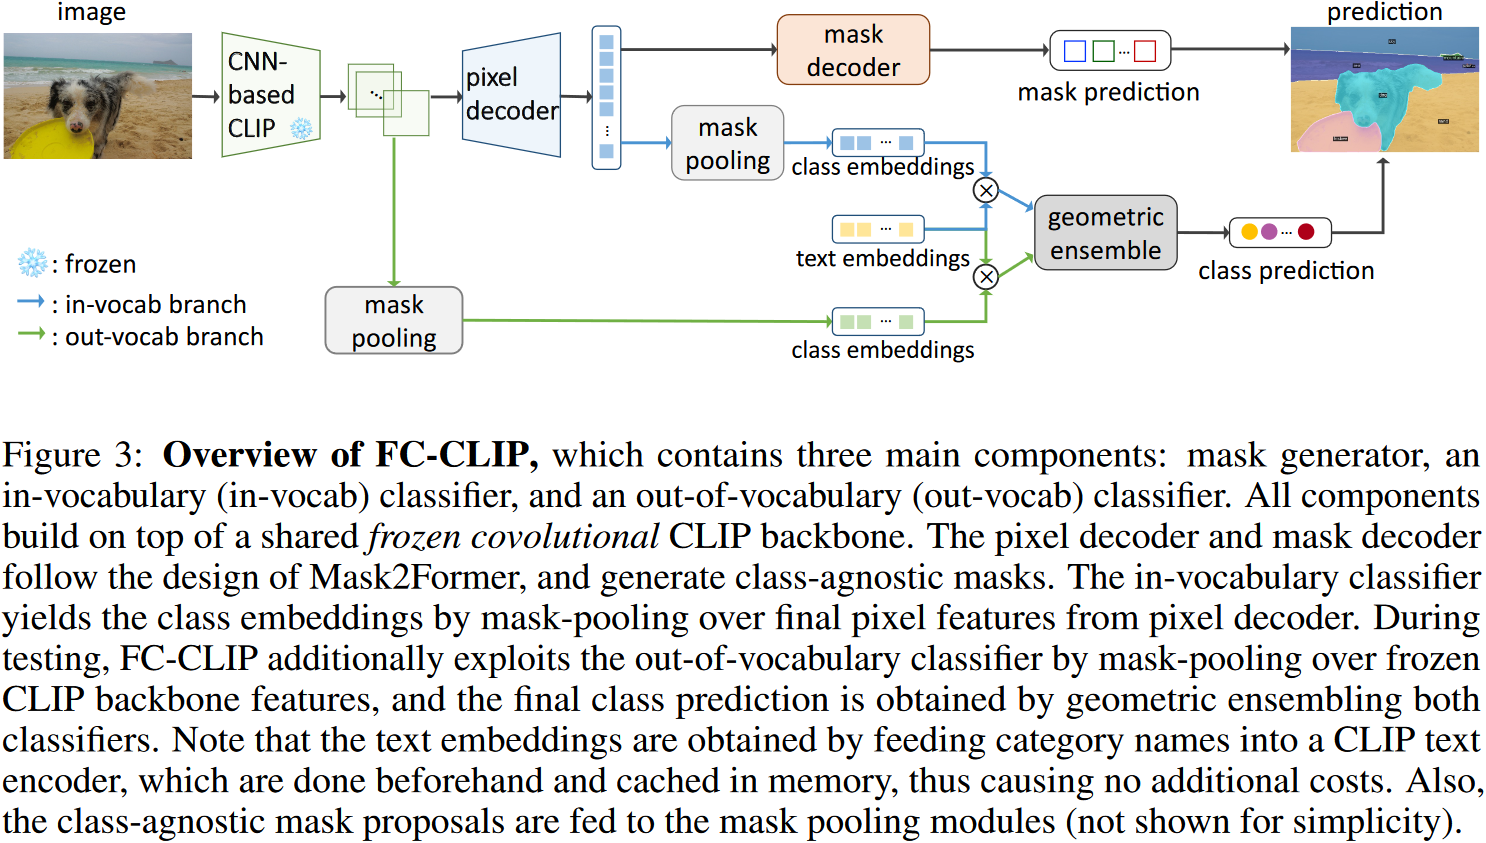 image
prediction
CNN-
based
CLIP
pixel
decoder
mask
decoder
mask prediction
mask
pooling
class embeddings
text embeddings
geometric
ensemble
class prediction
: frozen
: in-vocab branch
: out-vocab branch
mask
pooling
class embeddings
Figure 3: Overview of FC-CLIP, which contains three main components: mask generator, an
in-vocabulary (in-vocab) classifier, and an out-of-vocabulary (out-vocab) classifier. All components
build on top of a shared frozen covolutional CLIP backbone. The pixel decoder and mask decoder
follow the design of Mask2Former, and generate class-agnostic masks. The in-vocabulary classifier
yields the class embeddings by mask-pooling over final pixel features from pixel decoder. During
testing, FC-CLIP additionally exploits the out-of-vocabulary classifier by mask-pooling over frozen
CLIP backbone features, and the final class prediction is obtained by geometric ensembling both
classifiers. Note that the text embeddings are obtained by feeding category names into a CLIP text
encoder, which are done beforehand and cached in memory, thus causing no additional costs. Also,
the class-agnostic mask proposals are fed to the mask pooling modules (not shown for simplicity).